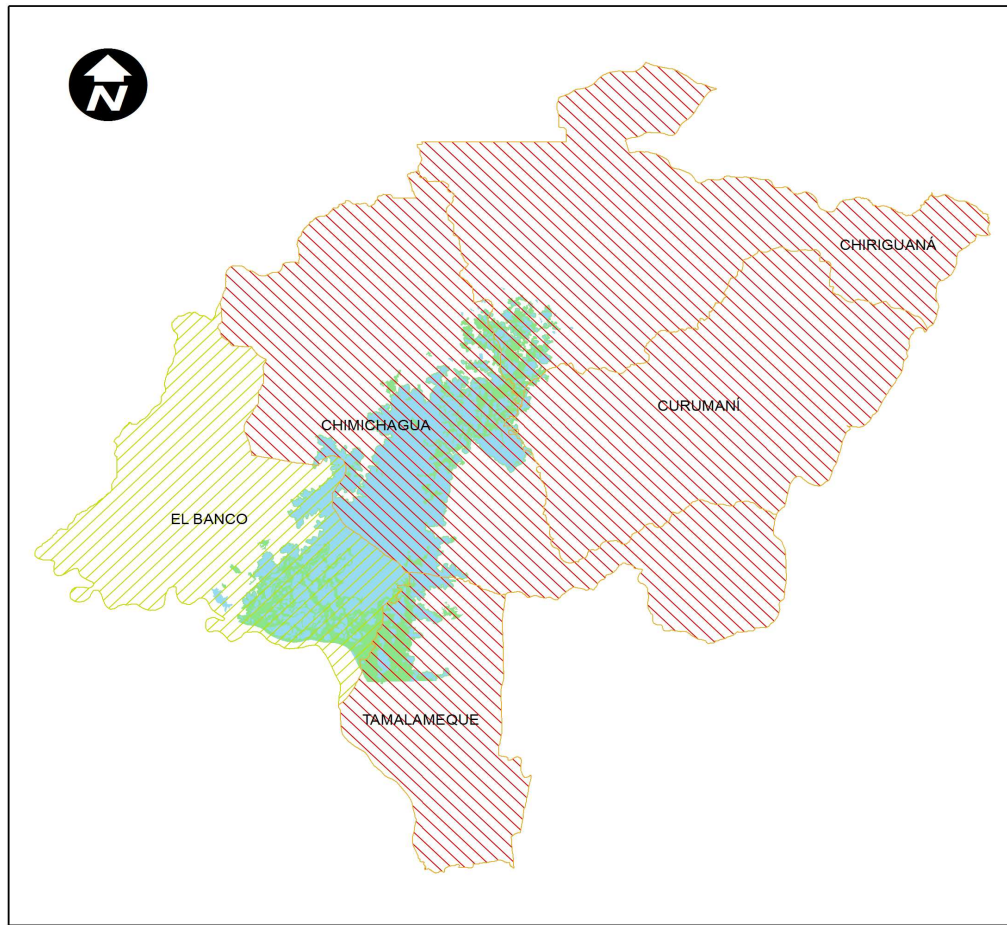 N
CHIRIGUANÁ
CURUMANÍ
CHIMICHAGUA
EL BANCO
TAMALAMEQUE